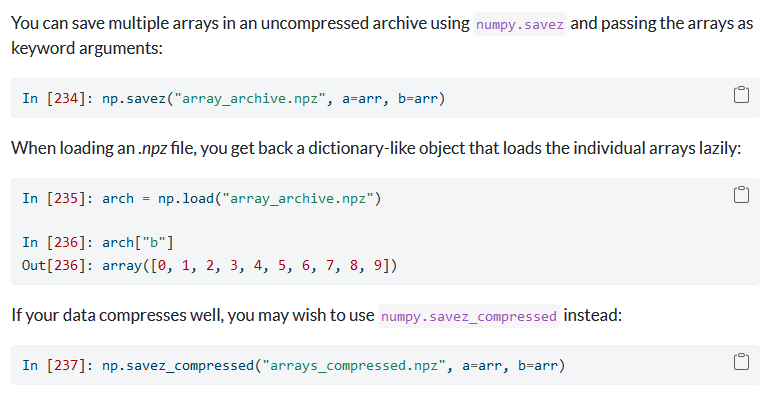 You can save multiple arrays in an uncompressed archive using numpy.savez and passing the arrays as
keyword arguments:
In [234]: np.savez("array_archive.npz", a=arr, b=arr)
When loading an .npz file, you get back a dictionary-like object that loads the individual arrays lazily:
In [235]: arch = np.load("array_archive.npz")
In [236]: arch["b"]
Out[236]: array([0, 1, 2, 3, 4, 5, 6, 7, 8, 9])
If your data compresses well, you may wish to use numpy.savez_compressed instead:
In [237]: np.savez_compressed("arrays_compressed.npz", a=arr, b=arr)